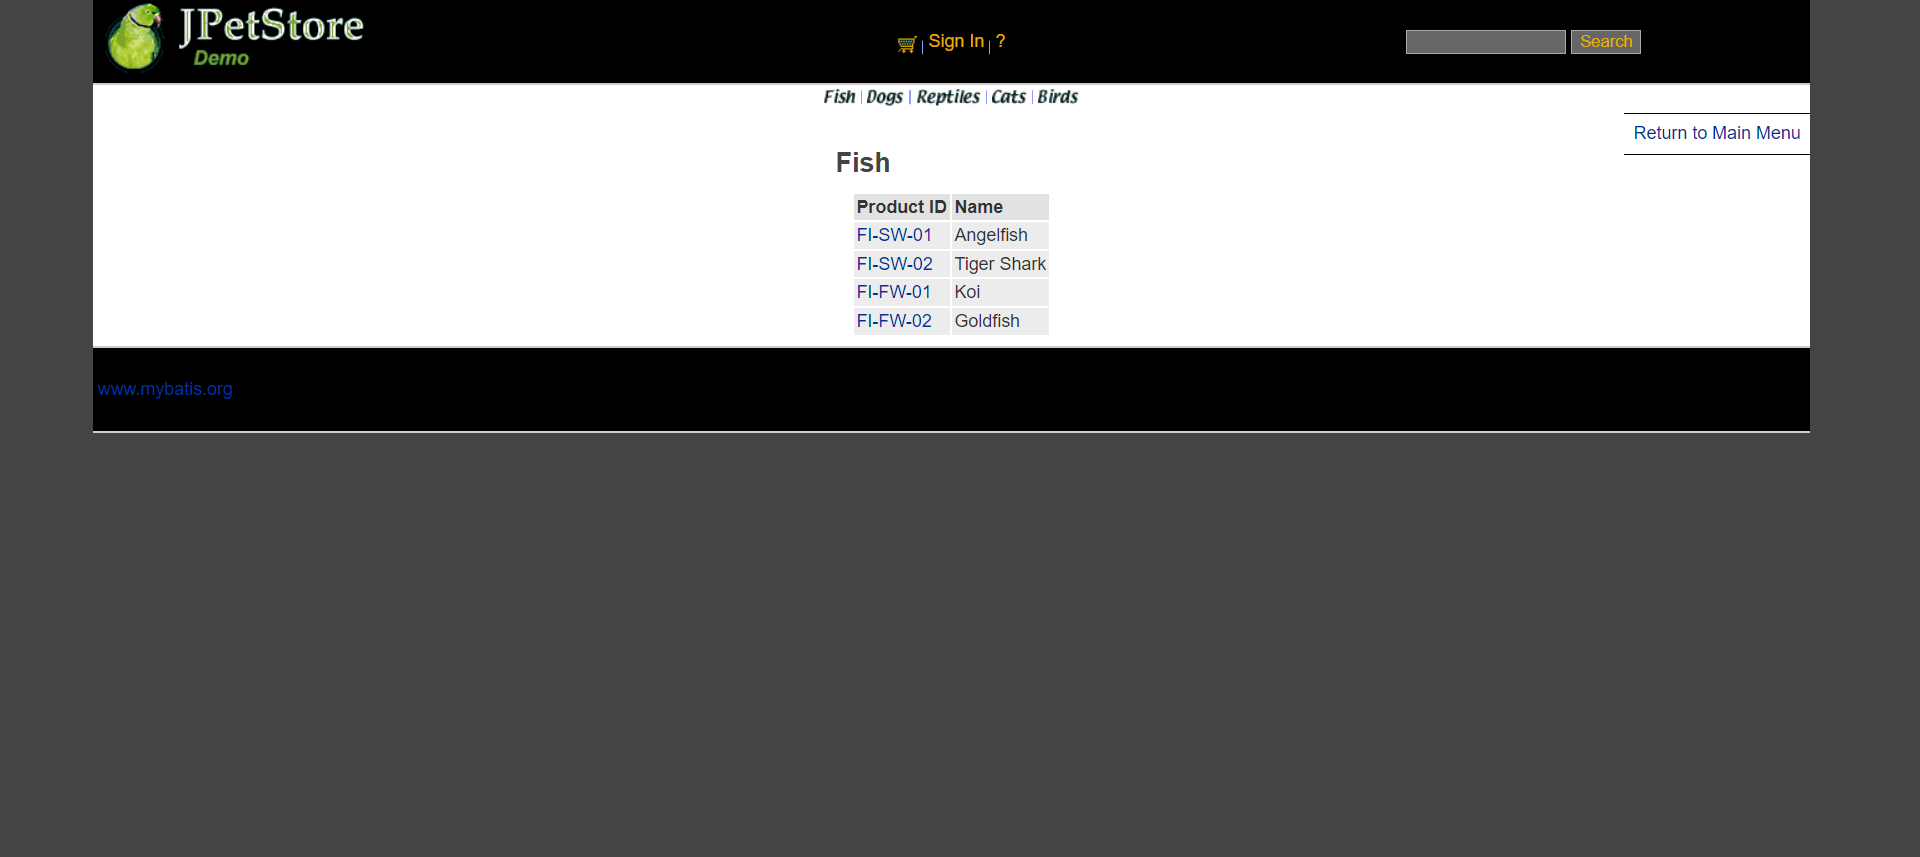 JPetStore
Demo
Sign In ?
Search
Fish Dogs Reptiles Cats Birds
Return to Main Menu
Fish
Product ID Name
FI-SW-01 Angelfish
FI-SW-02 Tiger Shark
FI-FW-01 Koi
FI-FW-02 Goldfish
www.mybatis.org